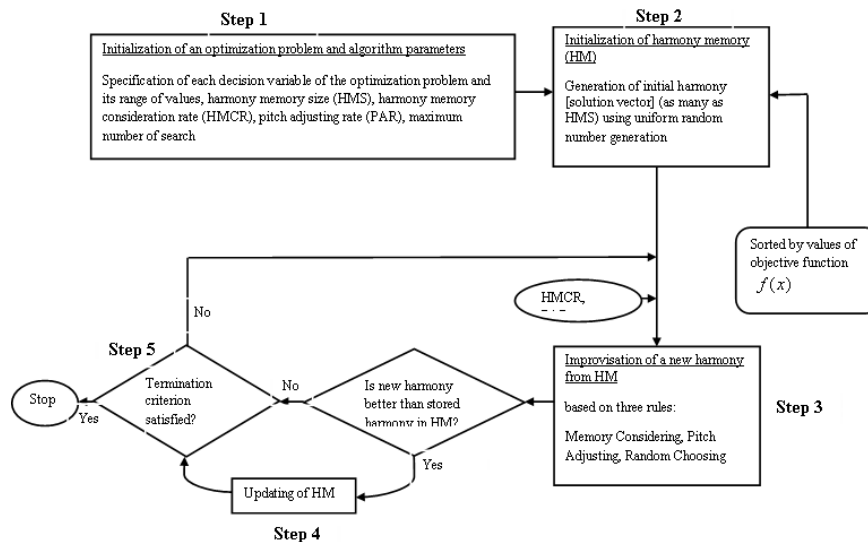 Step 1
Initialization of an optimization problem and algorithm parameters
Specification of each decision variable of the optimization problem and
its range of values, harmony memory size (HMS), harmony memory
consideration rate (HMCR), pitch adjusting rate (PAR), maximum
number of search
Step 2
Initialization of harmony memory
(HM)
Generation of initial harmony
[solution vector] (as many as
HMS) using uniform random
number generation
Sorted by values of
objective function
f(x)
HMCR,
No
Step 5
Termination
criterion
satisfied?
Stop
Yes
No
Is new harmony
better than stored
harmony in HM?
Yes
Improvisation of a new harmony
from HM
based on three rules:
Memory Considering, Pitch
Adjusting, Random Choosing
Step 3
Updating of HM
Step 4